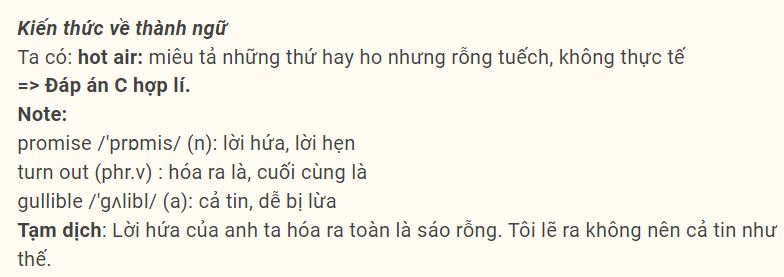 Kiến thức về thành ngữ
Ta có: hot air: miêu tả những thứ hay ho nhưng rỗng tuếch, không thực tế
=> Đáp án C hợp lí.
Note:
promise /ˈprɒmis/ (n): lời hứa, lời hẹn
turn out (phr.v) : hóa ra là, cuối cùng là
gullible /ˈgʌlibl/ (a): cả tin, dễ bị lừa
Tạm dịch: Lời hứa của anh ta hóa ra toàn là sáo rỗng. Tôi lẽ ra không nên cả tin như
thế.